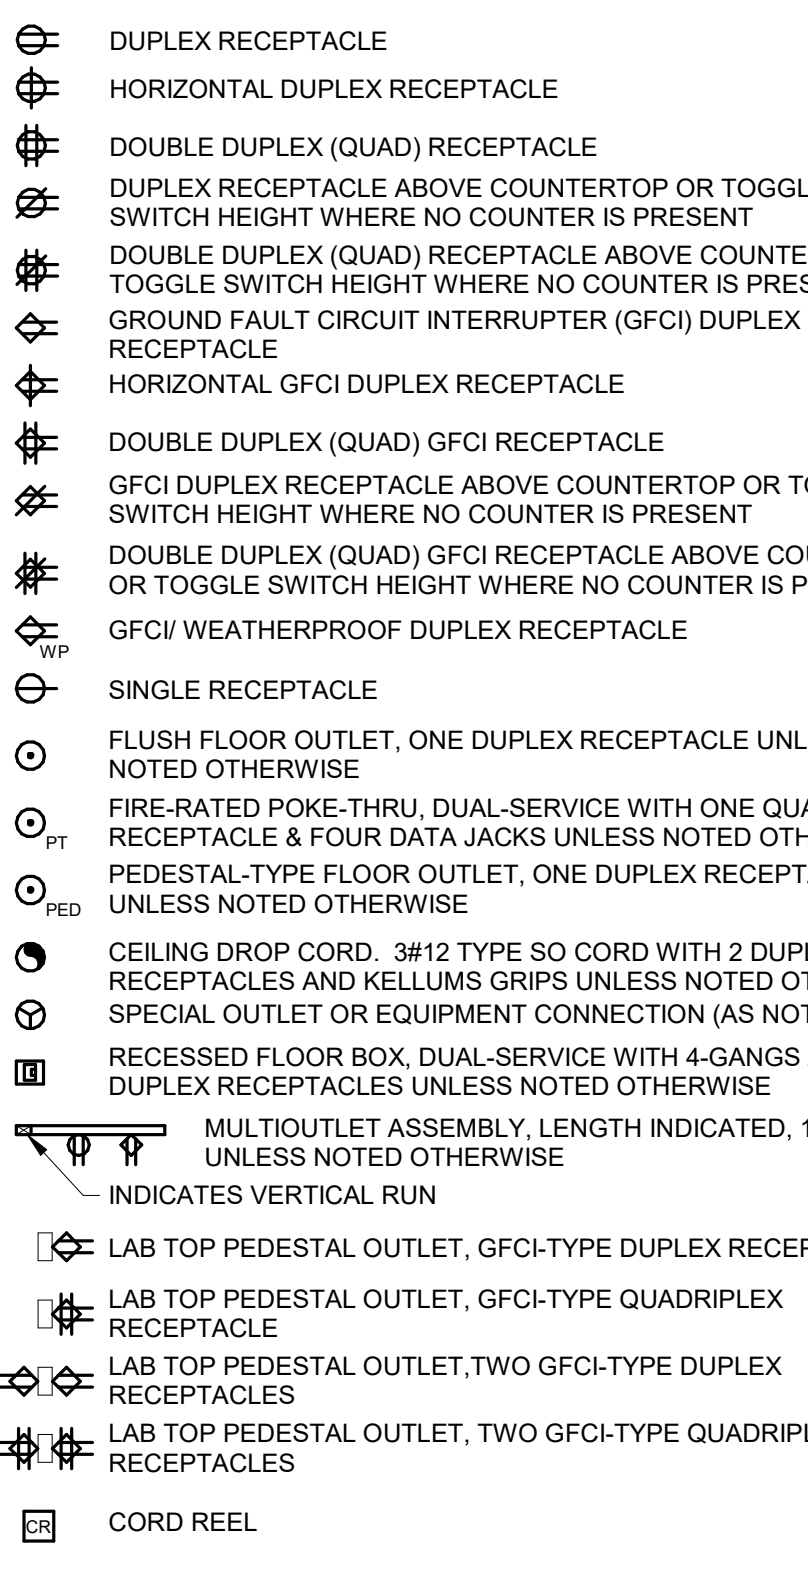 DUPLEX RECEPTACLE
HORIZONTAL DUPLEX RECEPTACLE
DOUBLE DUPLEX (QUAD) RECEPTACLE
DUPLEX RECEPTACLE ABOVE COUNTERTOP OR TOGGL
SWITCH HEIGHT WHERE NO COUNTER IS PRESENT
DOUBLE DUPLEX (QUAD) RECEPTACLE ABOVE COUNTE
TOGGLE SWITCH HEIGHT WHERE NO COUNTER IS PRES
GROUND FAULT CIRCUIT INTERRUPTER (GFCI) DUPLEX
RECEPTACLE
HORIZONTAL GFCI DUPLEX RECEPTACLE
DOUBLE DUPLEX (QUAD) GFCI RECEPTACLE
GFCI DUPLEX RECEPTACLE ABOVE COUNTERTOP OR TO
SWITCH HEIGHT WHERE NO COUNTER IS PRESENT
DOUBLE DUPLEX (QUAD) GFCI RECEPTACLE ABOVE COU
OR TOGGLE SWITCH HEIGHT WHERE NO COUNTER IS P
GFCI/ WEATHERPROOF DUPLEX RECEPTACLE
WP
SINGLE RECEPTACLE
FLUSH FLOOR OUTLET, ONE DUPLEX RECEPTACLE UNL
NOTED OTHERWISE
FIRE-RATED POKE-THRU, DUAL-SERVICE WITH ONE QUA
PT RECEPTACLE & FOUR DATA JACKS UNLESS NOTED OTH
PEDESTAL-TYPE FLOOR OUTLET, ONE DUPLEX RECEPTA
PED UNLESS NOTED OTHERWISE
CEILING DROP CORD. 3#12 TYPE SO CORD WITH 2 DUPL
RECEPTACLES AND KELLUMS GRIPS UNLESS NOTED OT
SPECIAL OUTLET OR EQUIPMENT CONNECTION (AS NOT
RECESSED FLOOR BOX, DUAL-SERVICE WITH 4-GANGS
DUPLEX RECEPTACLES UNLESS NOTED OTHERWISE
MULTIOUTLET ASSEMBLY, LENGTH INDICATED, 1
UNLESS NOTED OTHERWISE
INDICATES VERTICAL RUN
LAB TOP PEDESTAL OUTLET, GFCI-TYPE DUPLEX RECEP
LAB TOP PEDESTAL OUTLET, GFCI-TYPE QUADRIPLEX
RECEPTACLE
LAB TOP PEDESTAL OUTLET,TWO GFCI-TYPE DUPLEX
RECEPTACLES
LAB TOP PEDESTAL OUTLET, TWO GFCI-TYPE QUADRIPL
RECEPTACLES
CR CORD REEL